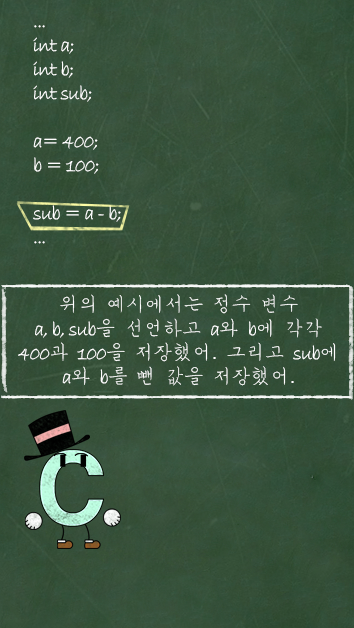 ...
int a;
int b;
int sub;
a = 400;
b = 100;
sub = a - b;
...
위의 예시에서는 정수 변수
a, b, sub을 선언하고 a와 b에 각각
400과 100을 저장했어. 그리고 sub에
a와 b를 뺀 값을 저장했어.
C